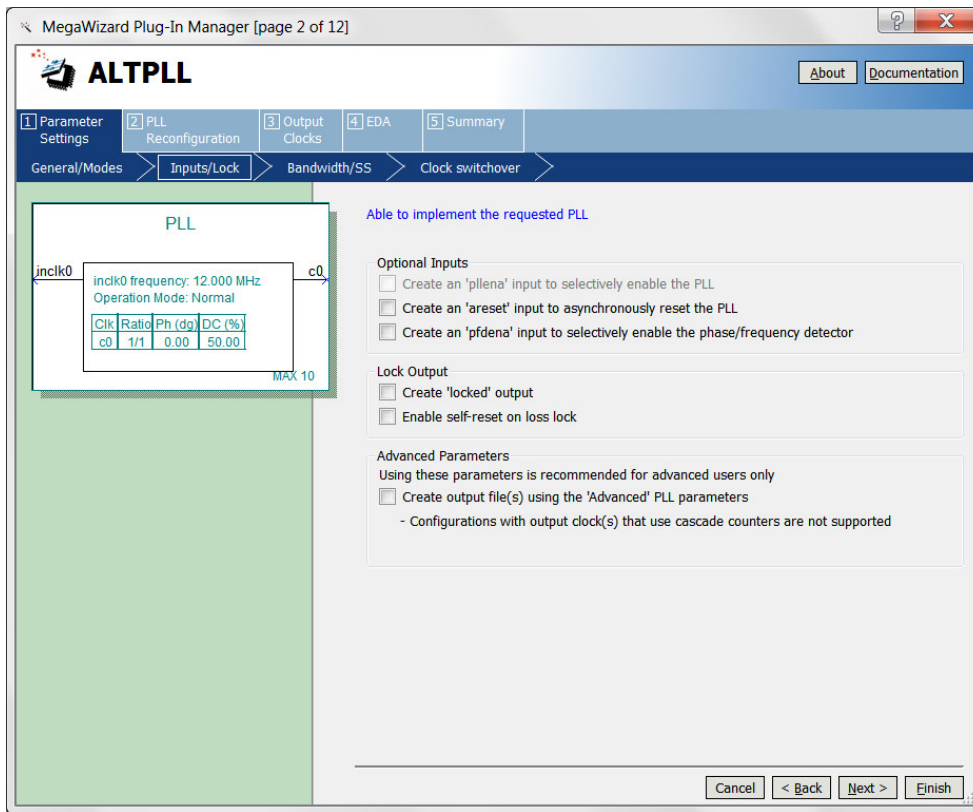 MegaWizard Plug-In Manager [page 2 of 12]
ALTPLL
About
Documentation
1 Parameter Settings
2 PLL Reconfiguration
3 Output Clocks
4 EDA
5 Summary
General/Modes
Inputs/Lock
Bandwidth/SS
Clock switchover
PLL
inclk0
c0
inclk0 frequency: 12.000 MHz
Operation Mode: Normal
Clk Ratio Ph (dg) DC (%)
c0 1/1 0.00 50.00
MAX 10
Able to implement the requested PLL
Optional Inputs
Create an 'pllena' input to selectively enable the PLL
Create an 'areset' input to asynchronously reset the PLL
Create an 'pfdena' input to selectively enable the phase/frequency detector
Lock Output
Create 'locked' output
Enable self-reset on loss lock
Advanced Parameters
Using these parameters is recommended for advanced users only
Create output file(s) using the 'Advanced' PLL parameters
- Configurations with output clock(s) that use cascade counters are not supported
Cancel
< Back
Next >
Finish